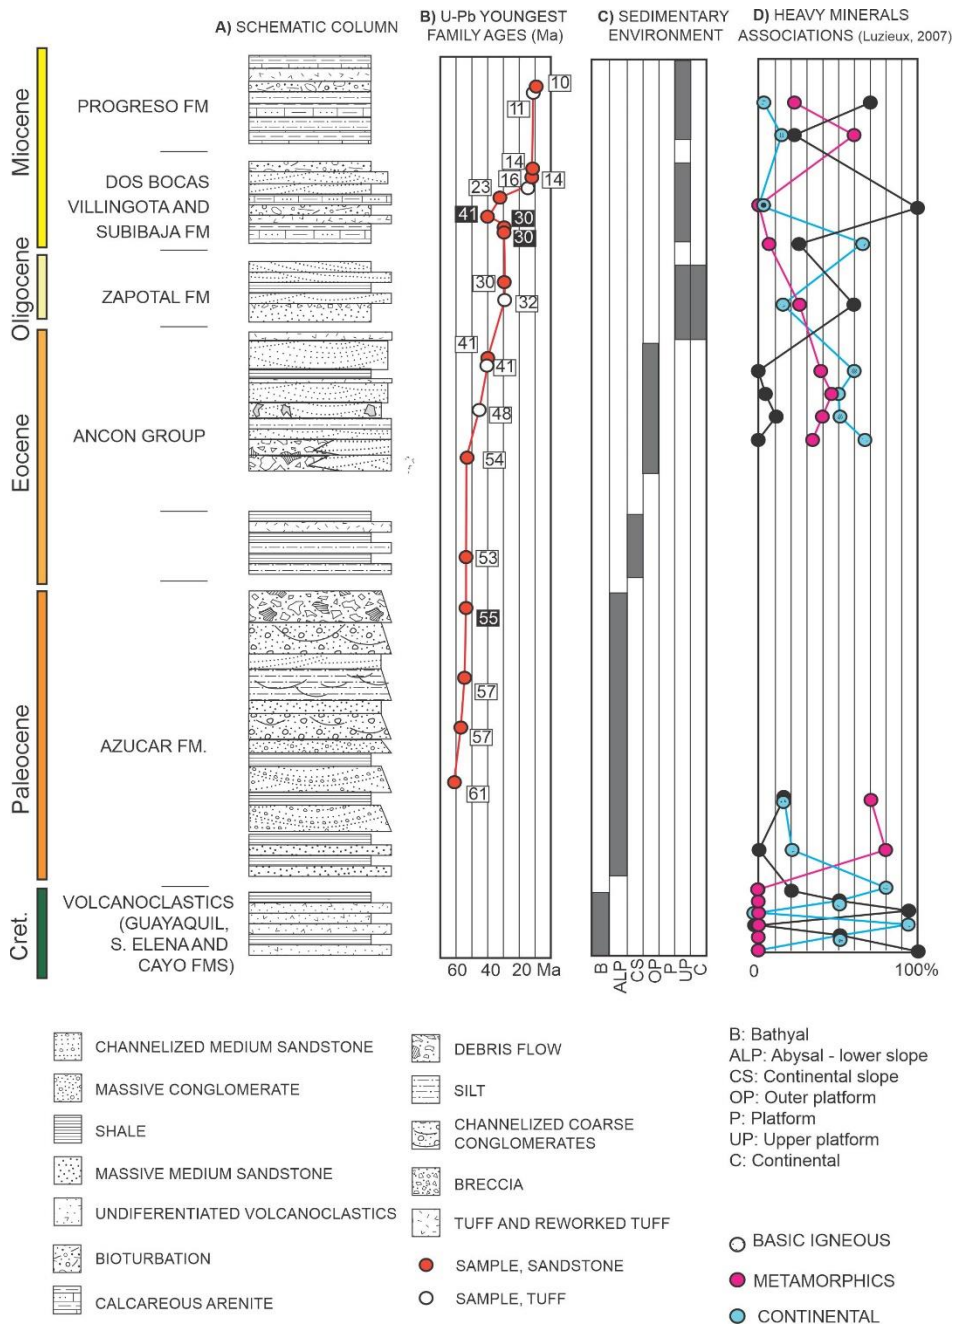 A) SCHEMATIC COLUMN
B) U-Pb YOUNGEST
FAMILY AGES (Ma)
C) SEDIMENTARY
ENVIRONMENT
D) HEAVY MINERALS
ASSOCIATIONS (Luzieux, 2007)
Miocene
Oligocene
Eocene
Paleocene
Cret.
PROGRESO FM
DOS BOCAS
VILLINGOTA AND
SUBIBAJA FM
ZAPOTAL FM
ANCON GROUP
AZUCAR FM.
VOLCANOCLASTICS
(GUAYAQUIL,
S. ELENA AND
CAYO FMS)
10
11
14
16
14
23
41
30
30
30
32
41
41
48
54
53
55
57
57
61
60 40 20 Ma
B
ALP
CS
OP
P
UP
C
0
100%
CHANNELIZED MEDIUM SANDSTONE
MASSIVE CONGLOMERATE
SHALE
MASSIVE MEDIUM SANDSTONE
UNDIFERENTIATED VOLCANOCLASTICS
BIOTURBATION
CALCAREOUS ARENITE
DEBRIS FLOW
SILT
CHANNELIZED COARSE
CONGLOMERATES
BRECCIA
TUFF AND REWORKED TUFF
SAMPLE, SANDSTONE
SAMPLE, TUFF
B: Bathyal
ALP: Abysal - lower slope
CS: Continental slope
OP: Outer platform
P: Platform
UP: Upper platform
C: Continental
BASIC IGNEOUS
METAMORPHICS
CONTINENTAL